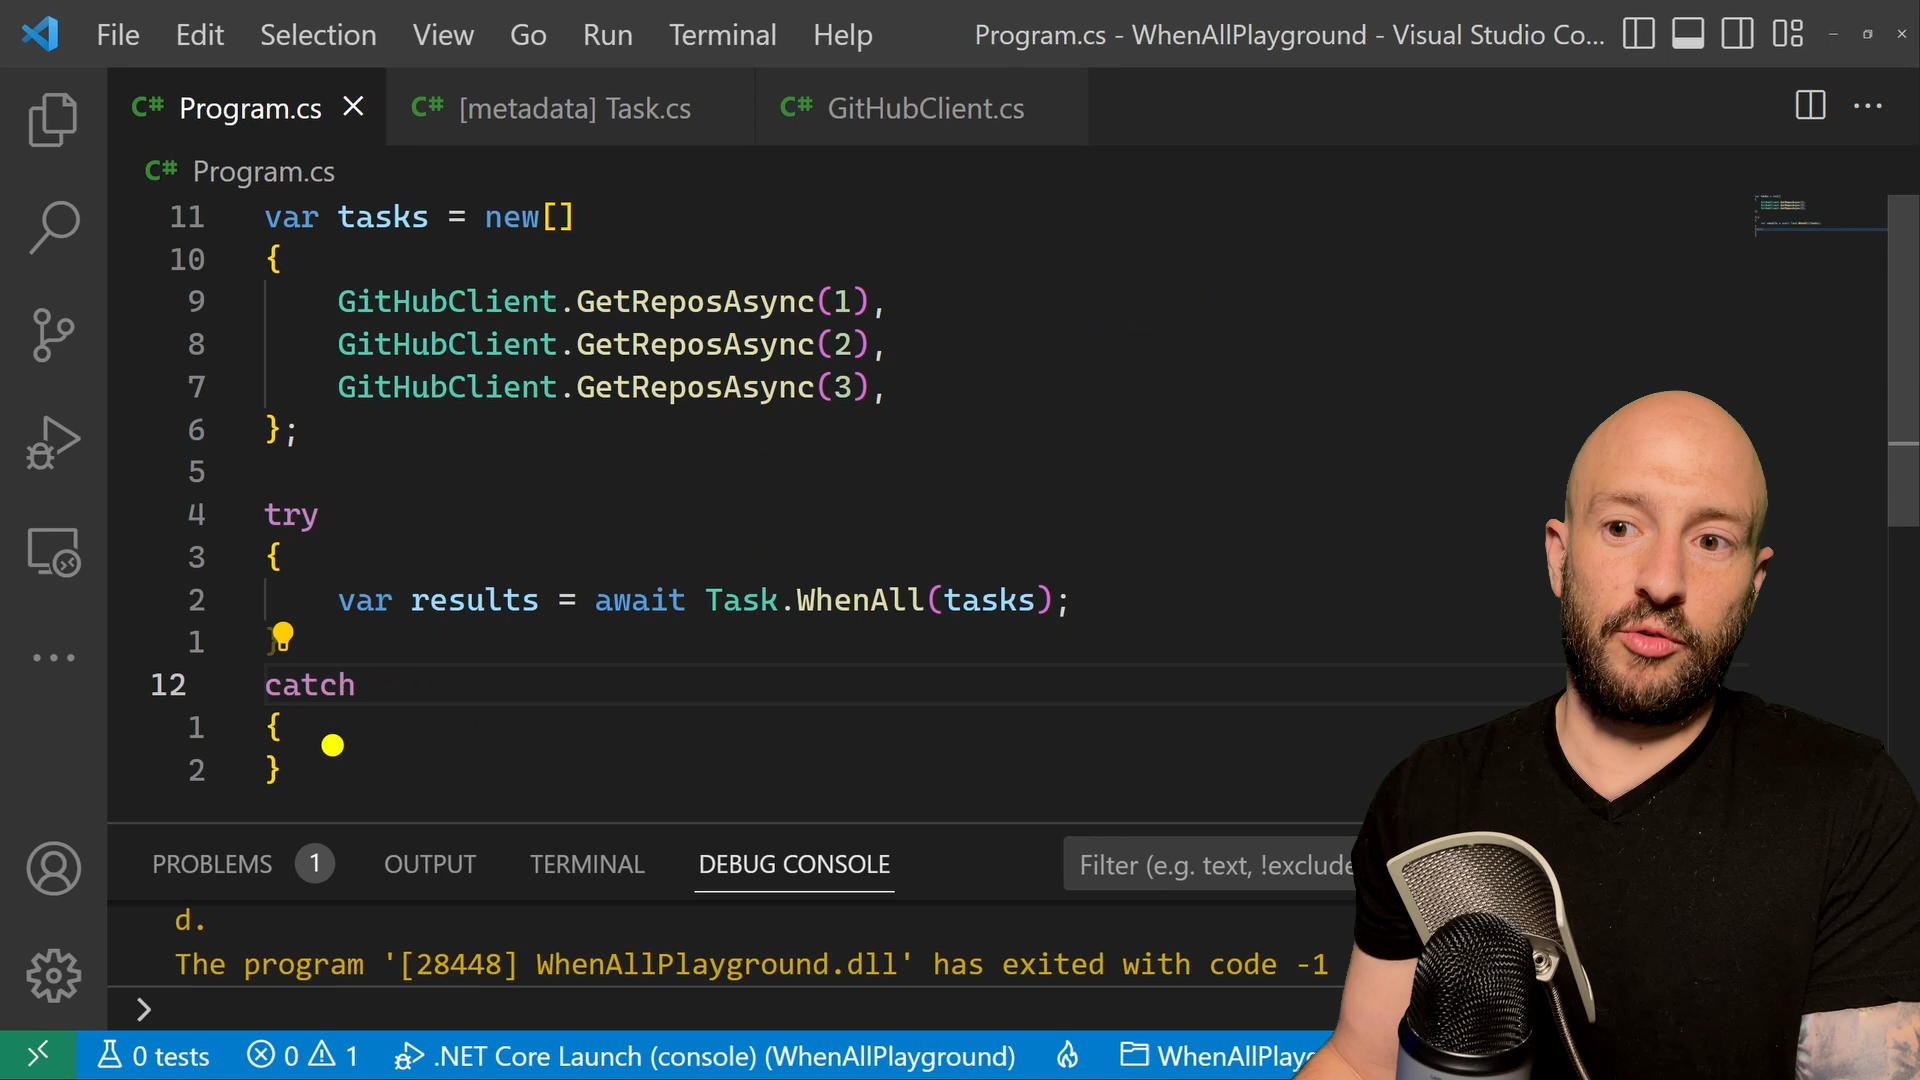 File Edit Selection View Go Run Terminal Help Program.cs - WhenAllPlayground - Visual Studio Co...
C# Program.cs C# [metadata] Task.cs C# GitHubClient.cs
C# Program.cs
11 var tasks = new[]
10 {
9 GitHubClient.GetReposAsync(1),
8 GitHubClient.GetReposAsync(2),
7 GitHubClient.GetReposAsync(3),
6 };
5
4 try
3 {
2 var results = await Task.WhenAll(tasks);
1 }
12 catch
1 {
2 }
PROBLEMS 1 OUTPUT TERMINAL DEBUG CONSOLE Filter (e.g. text, !exclude
d.
The program '[28448] WhenAllPlayground.dll' has exited with code -1
0 tests 0 1 .NET Core Launch (console) (WhenAllPlayground) WhenAllPlay